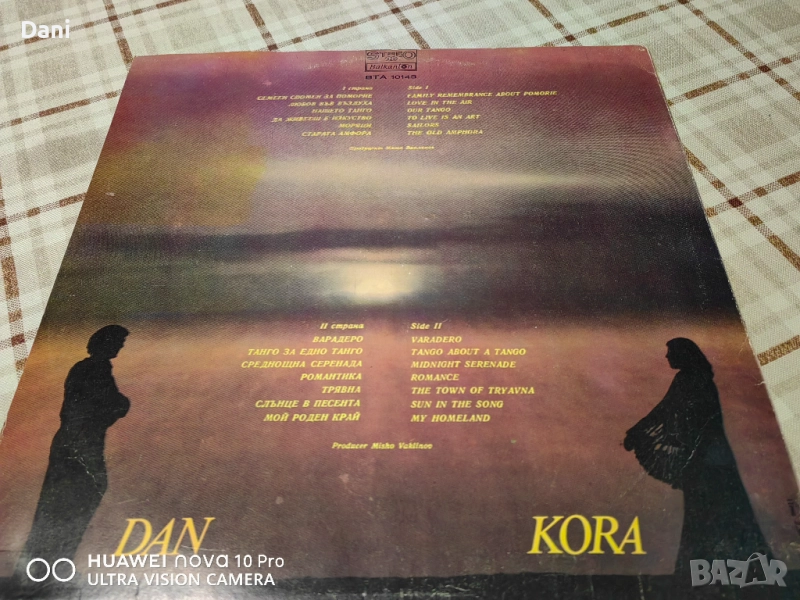 Dani
STEREO
Balkanton
BTA 10145
I страна Side I
СЕМЕЕН СПОМЕН ЗА ПОМОРИЕ FAMILY REMEMBRANCE ABOUT POMORIE
ЛЮБОВ ВЪВ ВЪЗДУХА LOVE IN THE AIR
НАШЕТО ТАНГО OUR TANGO
ДА ЖИВЕЕШ Е ИЗКУСТВО TO LIVE IS AN ART
МОРЯЦИ SAILORS
СТАРАТА АМФОРА THE OLD AMPHORA
II страна Side II
ВАРАДЕРО VARADERO
ТАНГО ЗА ЕДНО ТАНГО TANGO ABOUT A TANGO
СРЕДНОЩНА СЕРЕНАДА MIDNIGHT SERENADE
РОМАНТИКА ROMANCE
ТРЯВНА THE TOWN OF TRYAVNA
СЛЪНЦЕ В ПЕСЕНТА SUN IN THE SONG
МОЙ РОДЕН КРАЙ MY HOMELAND
Producer Misho Vakлinov
DAN KORA
HUAWEI nova 10 Pro
ULTRA VISION CAMERA
BAZAR